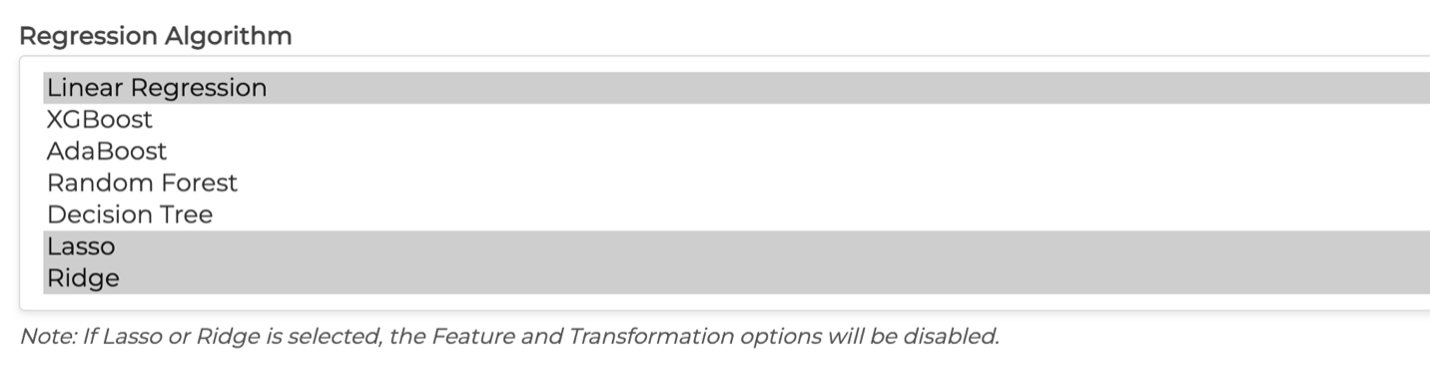 Regression Algorithm
Linear Regression
XGBoost
AdaBoost
Random Forest
Decision Tree
Lasso
Ridge
Note: If Lasso or Ridge is selected, the Feature and Transformation options will be disabled.